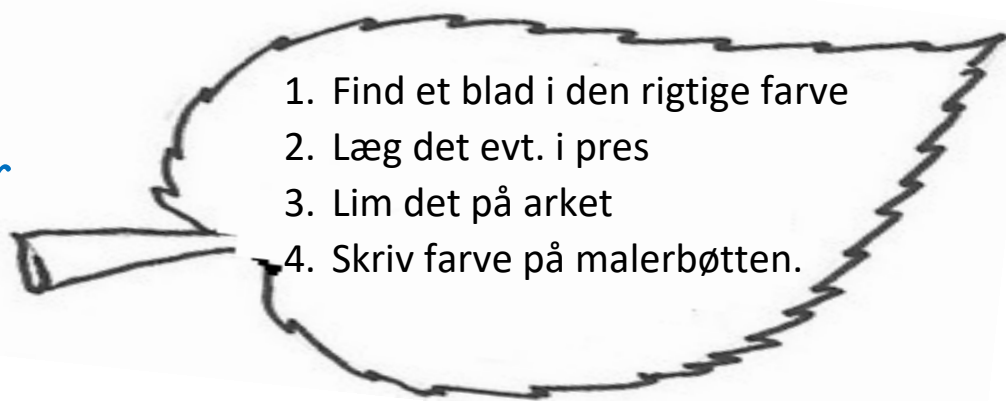 1. Find et blad i den rigtige farve
2. Læg det evt. i pres
3. Lim det på arket
4. Skriv farve på malerbøtten.